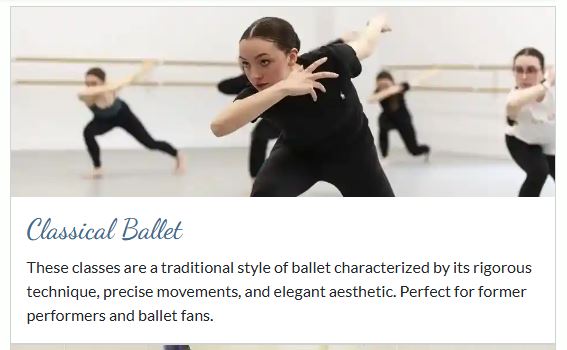 Classical Ballet
These classes are a traditional style of ballet characterized by its rigorous
technique, precise movements, and elegant aesthetic. Perfect for former
performers and ballet fans.